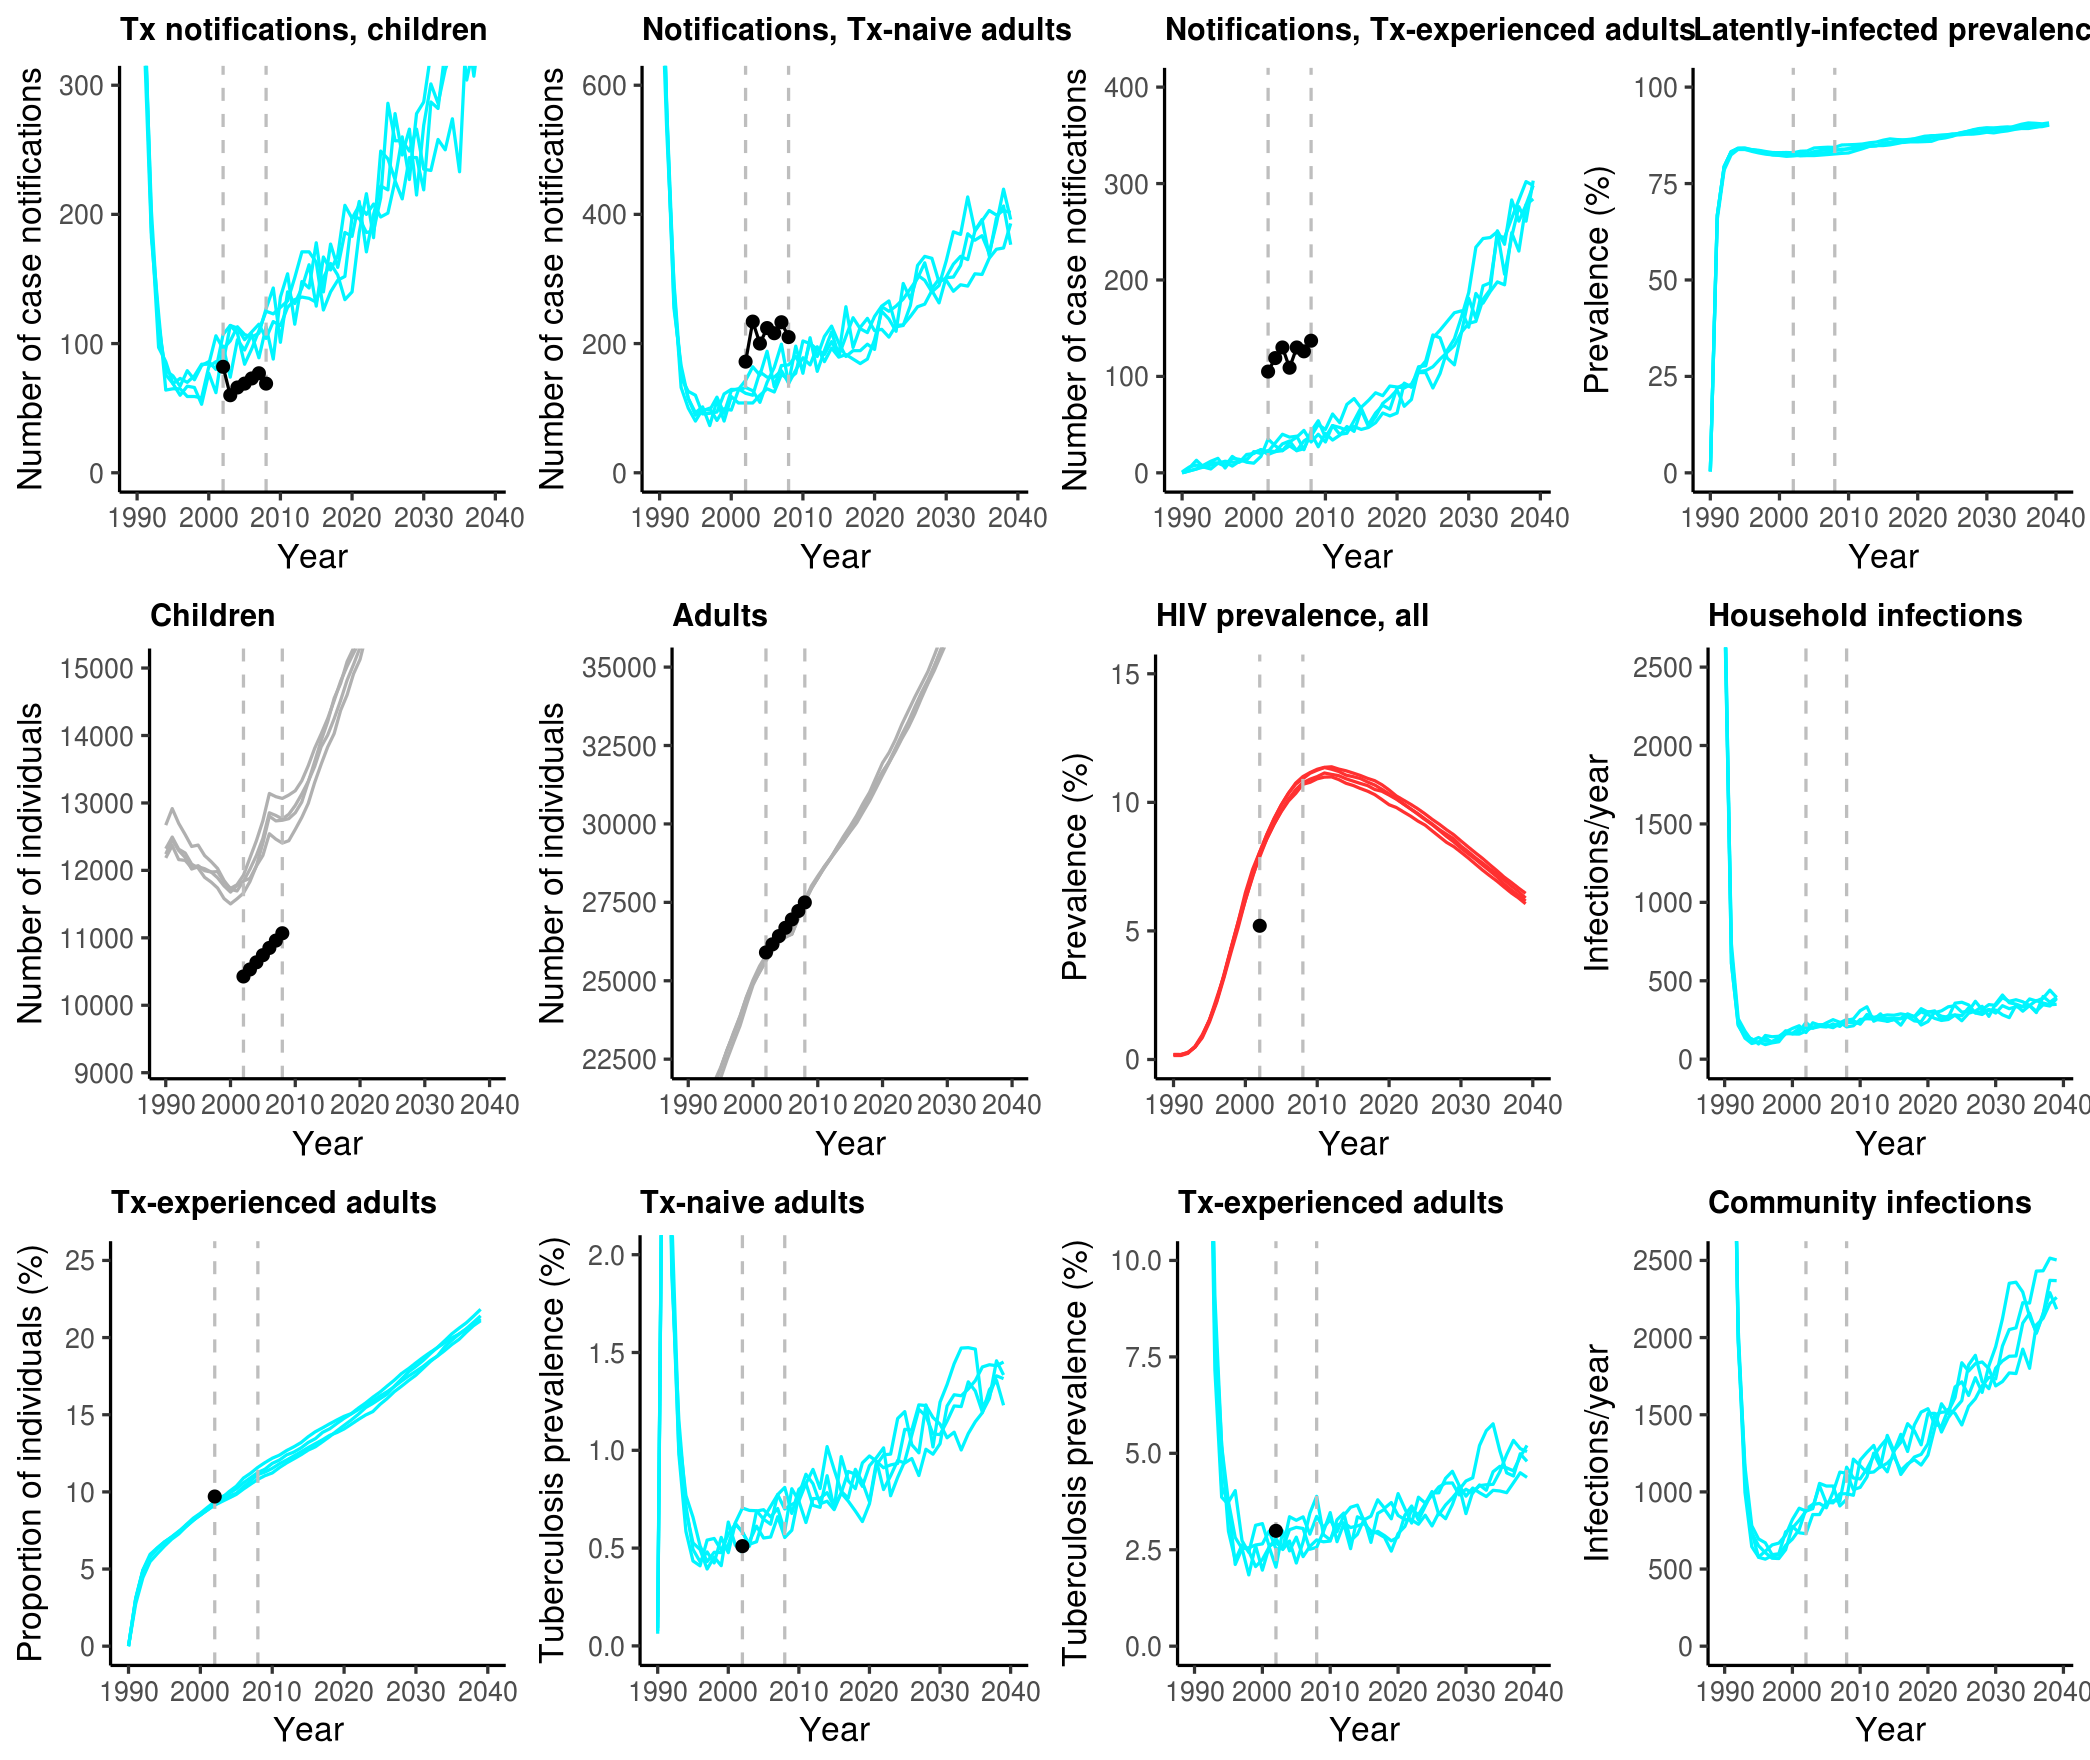 Tx notifications, children
Number of case notifications
300
200
100
0
1990 2000 2010 2020 2030 2040
Year
Notifications, Tx-naive adults
Number of case notifications
600
400
200
0
1990 2000 2010 2020 2030 2040
Year
Notifications, Tx-experienced adults
Number of case notifications
400
300
200
100
0
1990 2000 2010 2020 2030 2040
Year
Latently-infected prevalenc
Prevalence (%)
100
75
50
25
0
1990 2000 2010 2020 2030 2040
Year
Children
Number of individuals
15000
14000
13000
12000
11000
10000
9000
1990 2000 2010 2020 2030 2040
Year
Adults
Number of individuals
35000
32500
30000
27500
25000
22500
1990 2000 2010 2020 2030 2040
Year
HIV prevalence, all
Prevalence (%)
15
10
5
0
1990 2000 2010 2020 2030 2040
Year
Household infections
Infections/year
2500
2000
1500
1000
500
0
1990 2000 2010 2020 2030 2040
Year
Tx-experienced adults
Proportion of individuals (%)
25
20
15
10
5
0
1990 2000 2010 2020 2030 2040
Year
Tx-naive adults
Tuberculosis prevalence (%)
2.0
1.5
1.0
0.5
0.0
1990 2000 2010 2020 2030 2040
Year
Tx-experienced adults
Tuberculosis prevalence (%)
10.0
7.5
5.0
2.5
0.0
1990 2000 2010 2020 2030 2040
Year
Community infections
Infections/year
2500
2000
1500
1000
500
0
1990 2000 2010 2020 2030 2040
Year